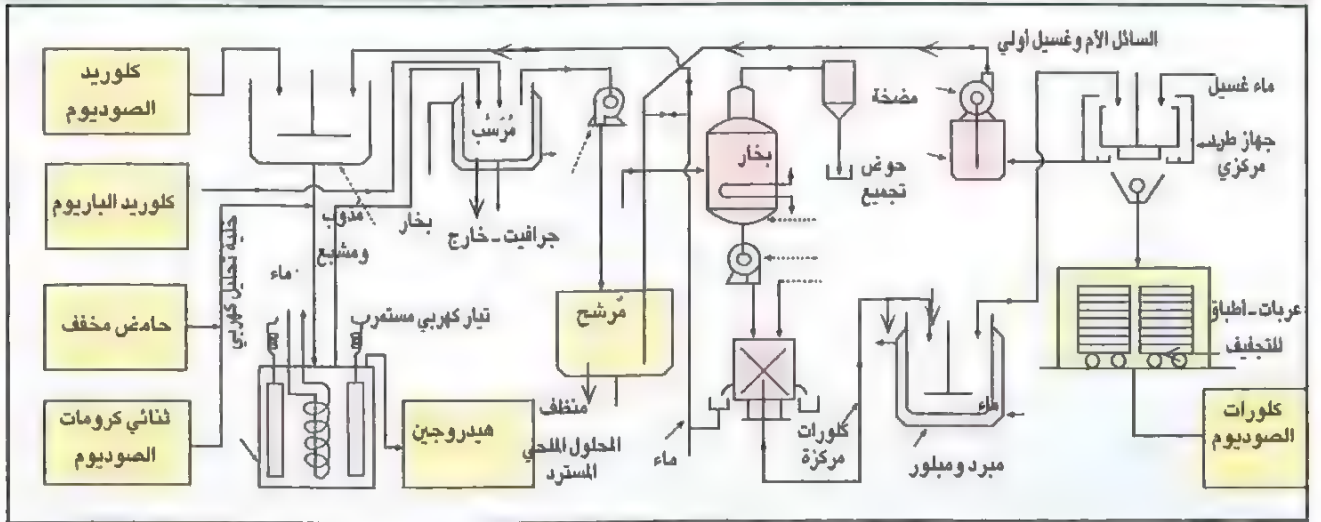 السائل الأم وغسيل أولي
كلوريد
الصوديوم
ماء غسيل
مضخة
جهاز طرد
مركزي
مُرَسِّب
بخار
حوض
تجميع
كلوريد الباريوم
مذوب
ومشبع
بخار
جرافيت - خارج
خلية تحليل كهربي
ماء
حامض مخفف
تيار كهربي مستمر
مُرشح
عربات - أطباق
للتجفيف
ثنائي كرومات
الصوديوم
هيدروجين
منظف
المحلول الملحي
المسترد
ماء
كلورات
مركزة
ماء
مبرد ومبلور
كلورات
الصوديوم